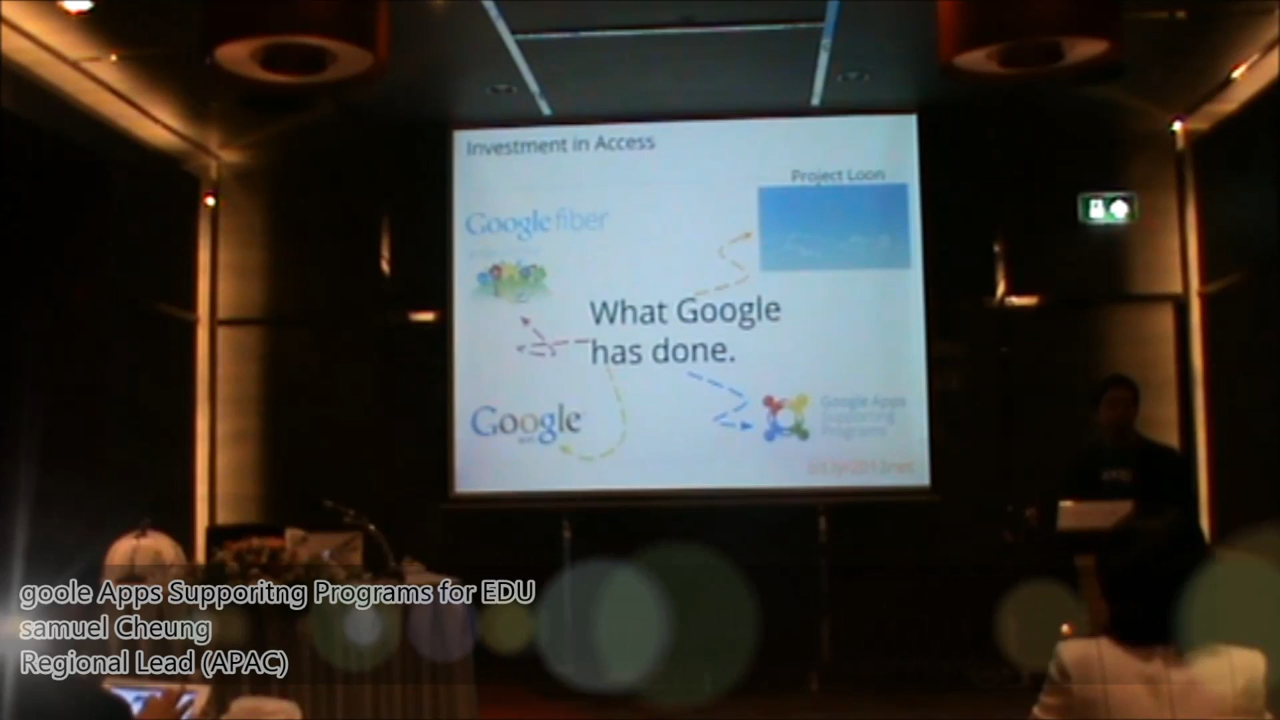 Investment in Access
Project Loon
Google fiber
What Google
has done.
Google
Google Apps
Supporting
Programs
goole Apps Supporitng Programs for EDU
samuel Cheung
Regional Lead (APAC)